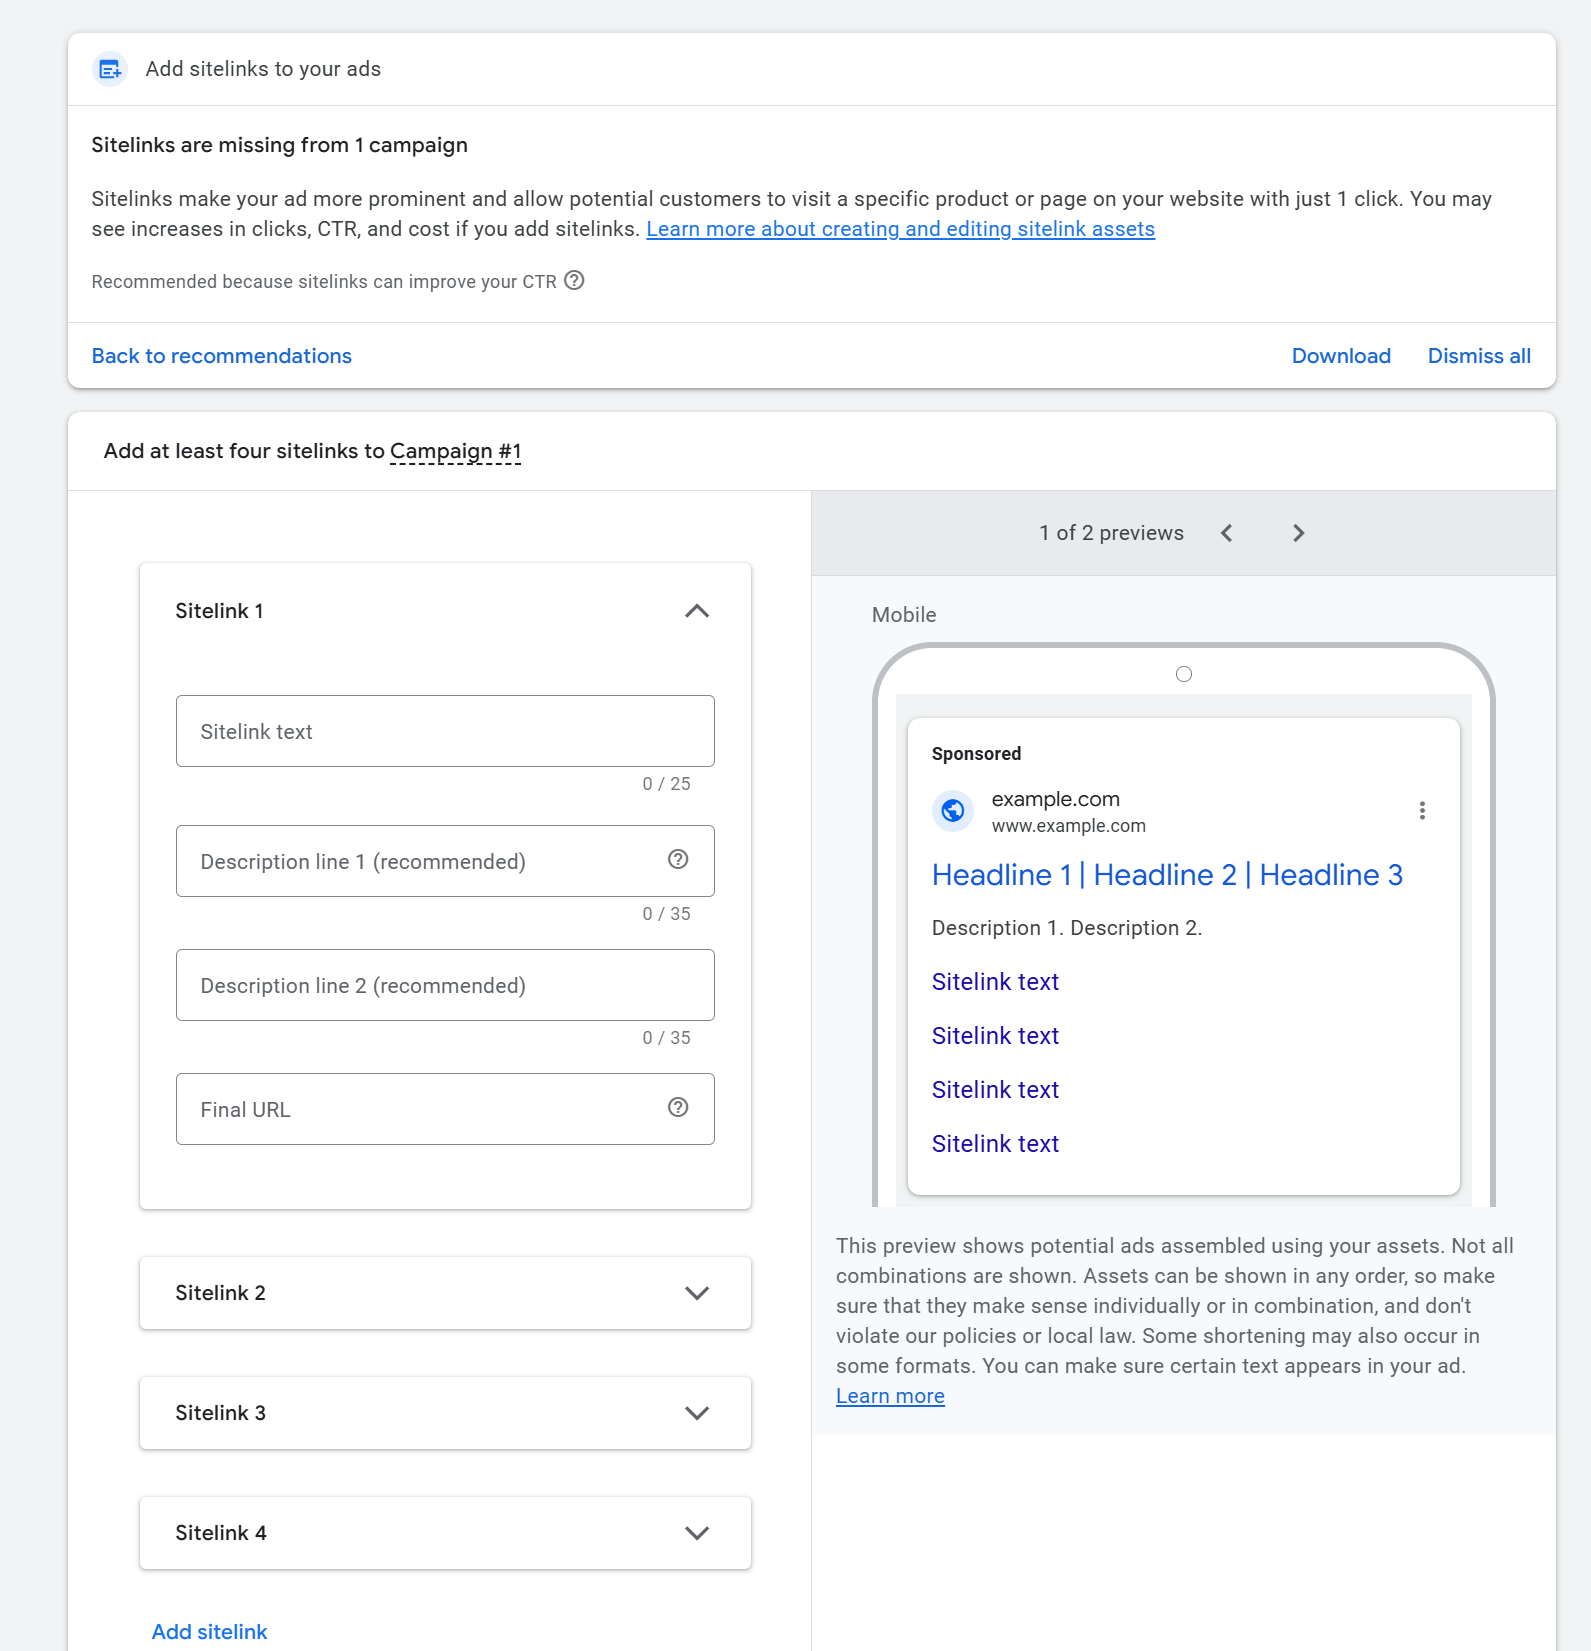 Add sitelinks to your ads
Sitelinks are missing from 1 campaign
Sitelinks make your ad more prominent and allow potential customers to visit a specific product or page on your website with just 1 click. You may
see increases in clicks, CTR, and cost if you add sitelinks. Learn more about creating and editing sitelink assets
Recommended because sitelinks can improve your CTR
Back to recommendations
Download
Dismiss all
Add at least four sitelinks to Campaign #1
Sitelink 1
Sitelink text
0 / 25
Description line 1 (recommended)
0 / 35
Description line 2 (recommended)
0 / 35
Final URL
Sitelink 2
Sitelink 3
Sitelink 4
Add sitelink
1 of 2 previews
Mobile
Sponsored
example.com
www.example.com
Headline 1 | Headline 2 | Headline 3
Description 1. Description 2.
Sitelink text
Sitelink text
Sitelink text
Sitelink text
This preview shows potential ads assembled using your assets. Not all
combinations are shown. Assets can be shown in any order, so make
sure that they make sense individually or in combination, and don't
violate our policies or local law. Some shortening may also occur in
some formats. You can make sure certain text appears in your ad.
Learn more